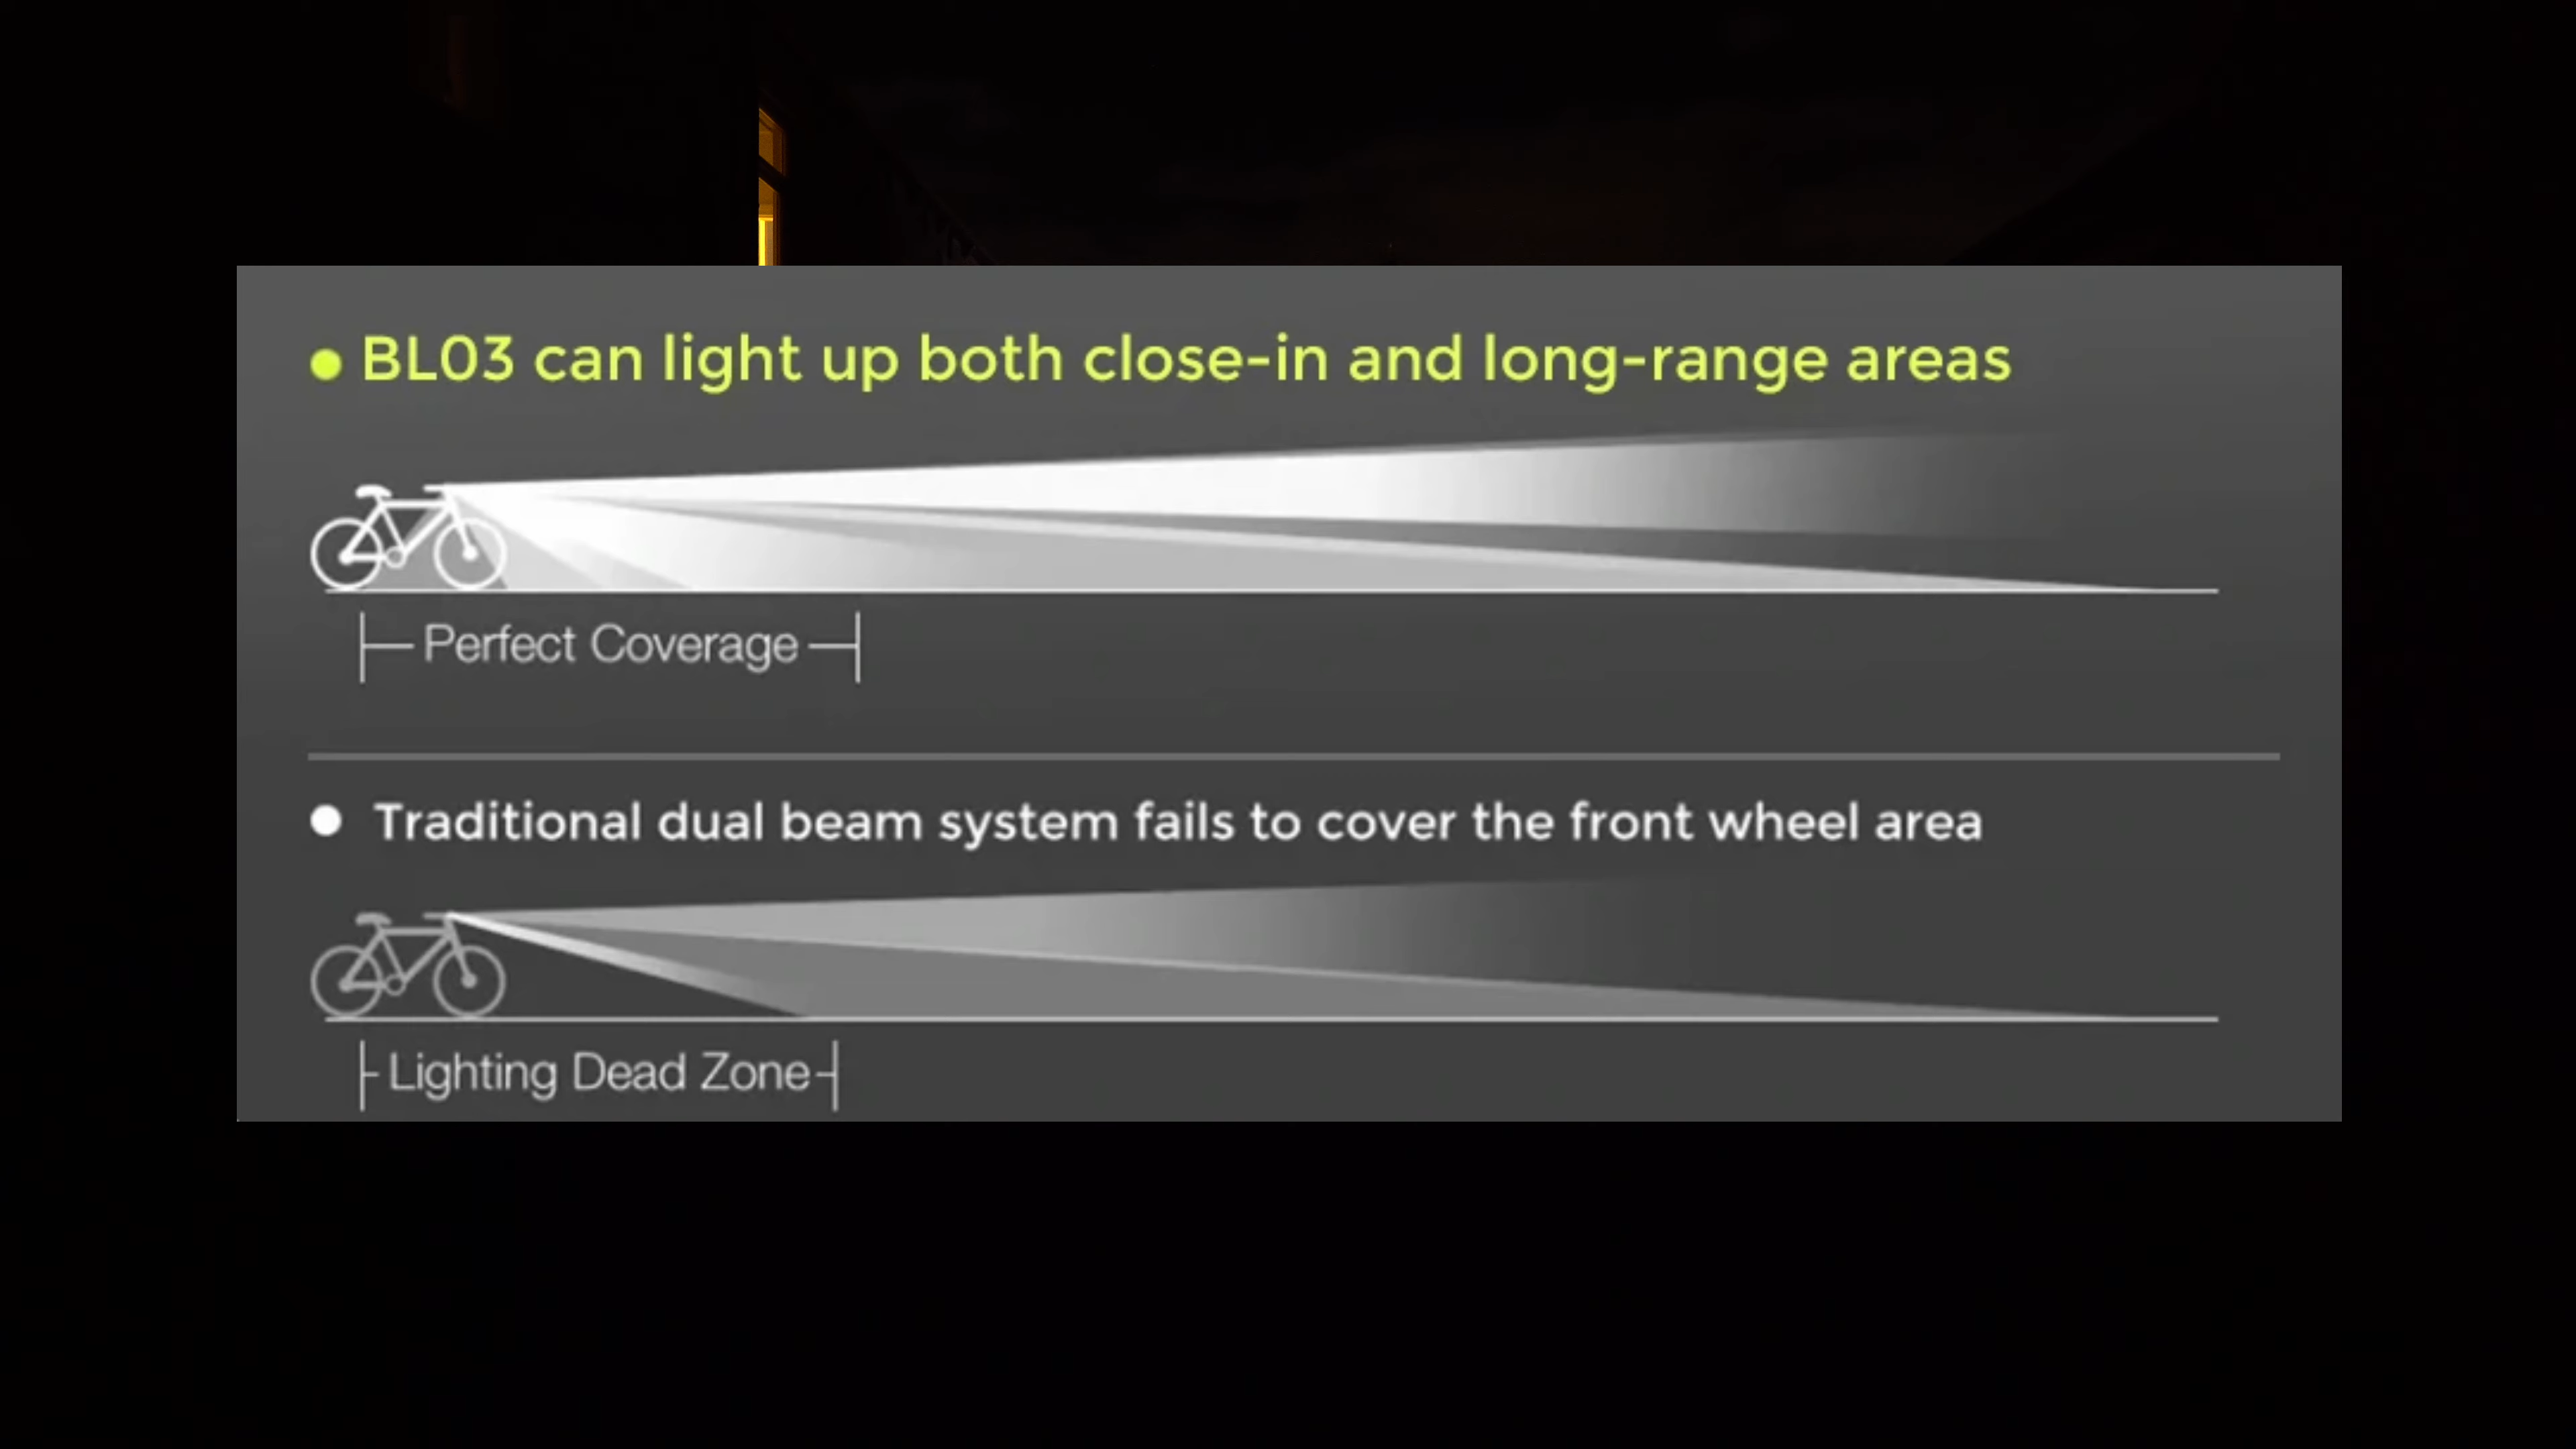 BL03 can light up both close-in and long-range areas
Perfect Coverage
Traditional dual beam system fails to cover the front wheel area
Lighting Dead Zone